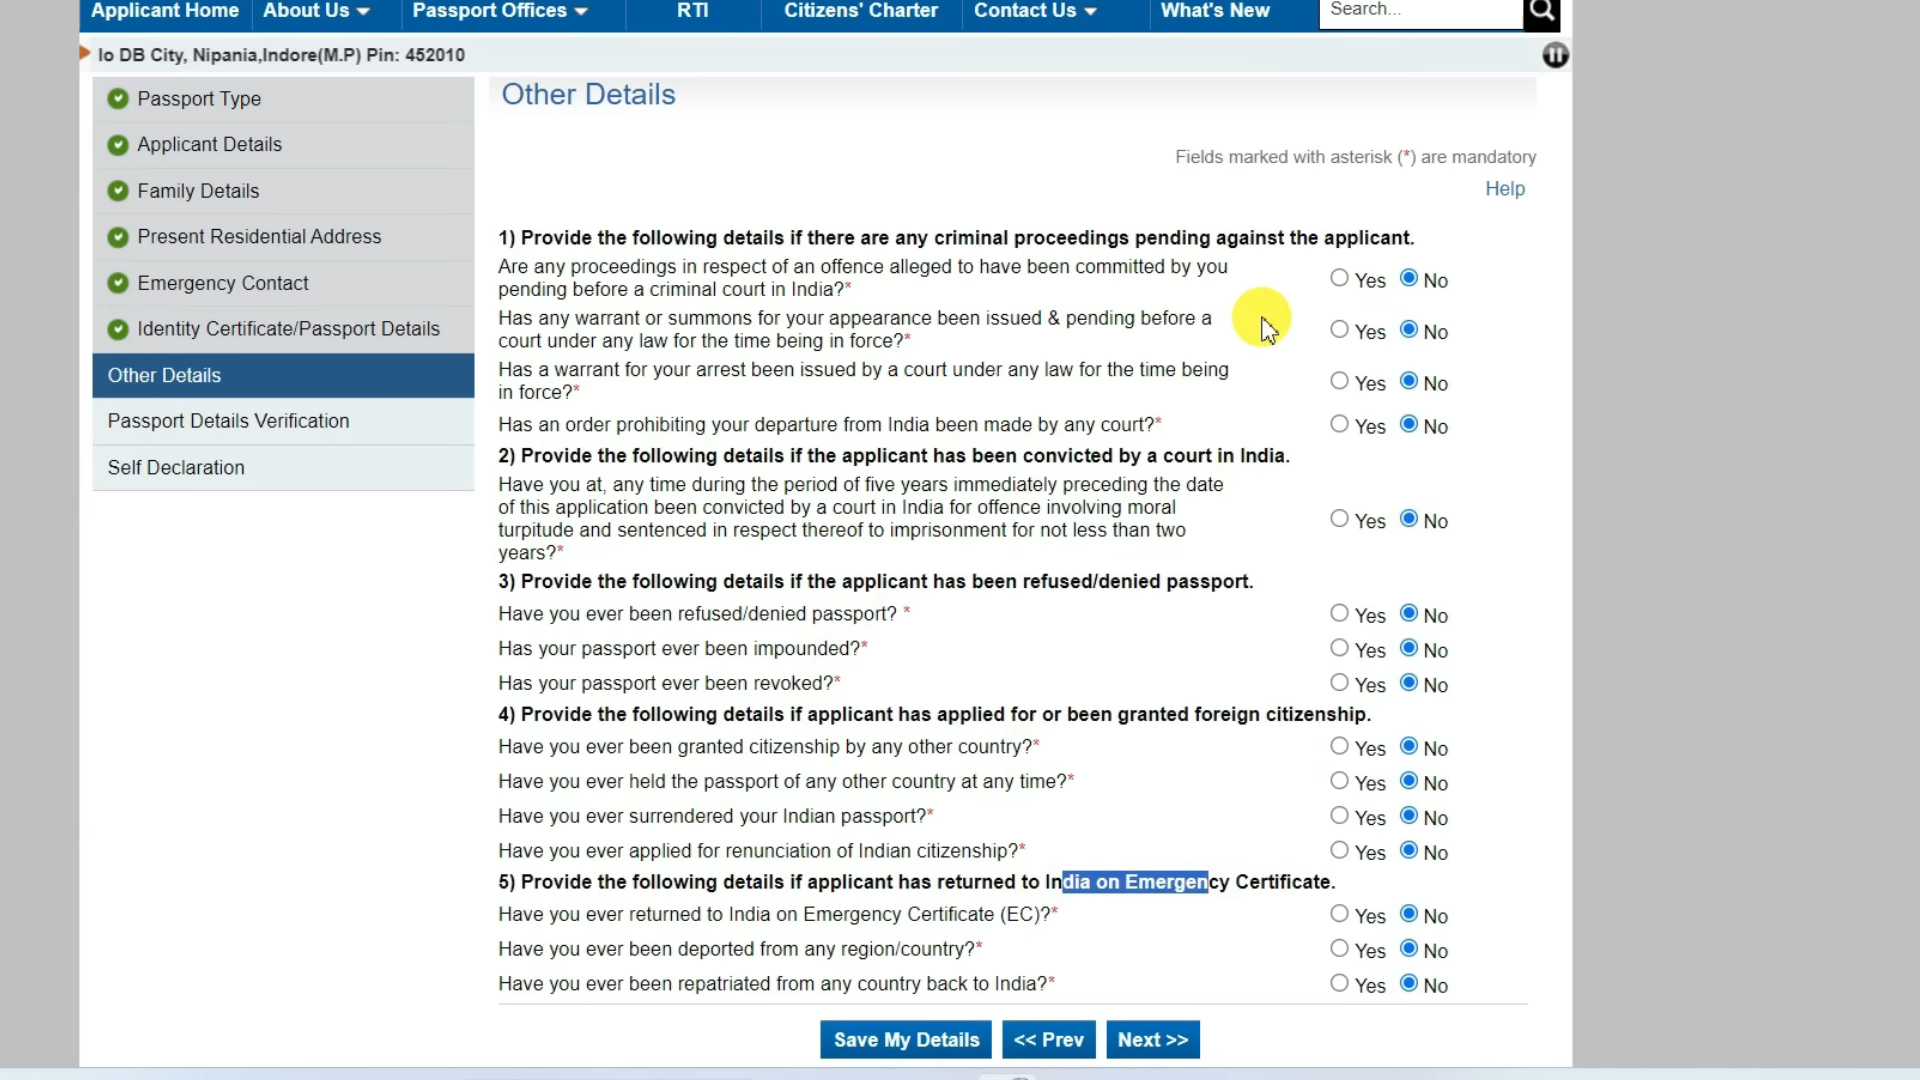 Applicant Home About Us Passport Offices RTI Citizens' Charter Contact Us What's New Search...
lo DB City, Nipania,Indore(M.P) Pin: 452010
Passport Type
Applicant Details
Family Details
Present Residential Address
Emergency Contact
Identity Certificate/Passport Details
Other Details
Passport Details Verification
Self Declaration
Other Details
Fields marked with asterisk (*) are mandatory
Help
1) Provide the following details if there are any criminal proceedings pending against the applicant.
Are any proceedings in respect of an offence alleged to have been committed by you
pending before a criminal court in India?* Yes No
Has any warrant or summons for your appearance been issued & pending before a
court under any law for the time being in force?* Yes No
Has a warrant for your arrest been issued by a court under any law for the time being
in force?* Yes No
Has an order prohibiting your departure from India been made by any court?* Yes No
2) Provide the following details if the applicant has been convicted by a court in India.
Have you at, any time during the period of five years immediately preceding the date
of this application been convicted by a court in India for offence involving moral
turpitude and sentenced in respect thereof to imprisonment for not less than two
years?* Yes No
3) Provide the following details if the applicant has been refused/denied passport.
Have you ever been refused/denied passport? * Yes No
Has your passport ever been impounded?* Yes No
Has your passport ever been revoked?* Yes No
4) Provide the following details if applicant has applied for or been granted foreign citizenship.
Have you ever been granted citizenship by any other country?* Yes No
Have you ever held the passport of any other country at any time?* Yes No
Have you ever surrendered your Indian passport?* Yes No
Have you ever applied for renunciation of Indian citizenship?* Yes No
5) Provide the following details if applicant has returned to India on Emergency Certificate.
Have you ever returned to India on Emergency Certificate (EC)?* Yes No
Have you ever been deported from any region/country?* Yes No
Have you ever been repatriated from any country back to India?* Yes No
Save My Details << Prev Next >>